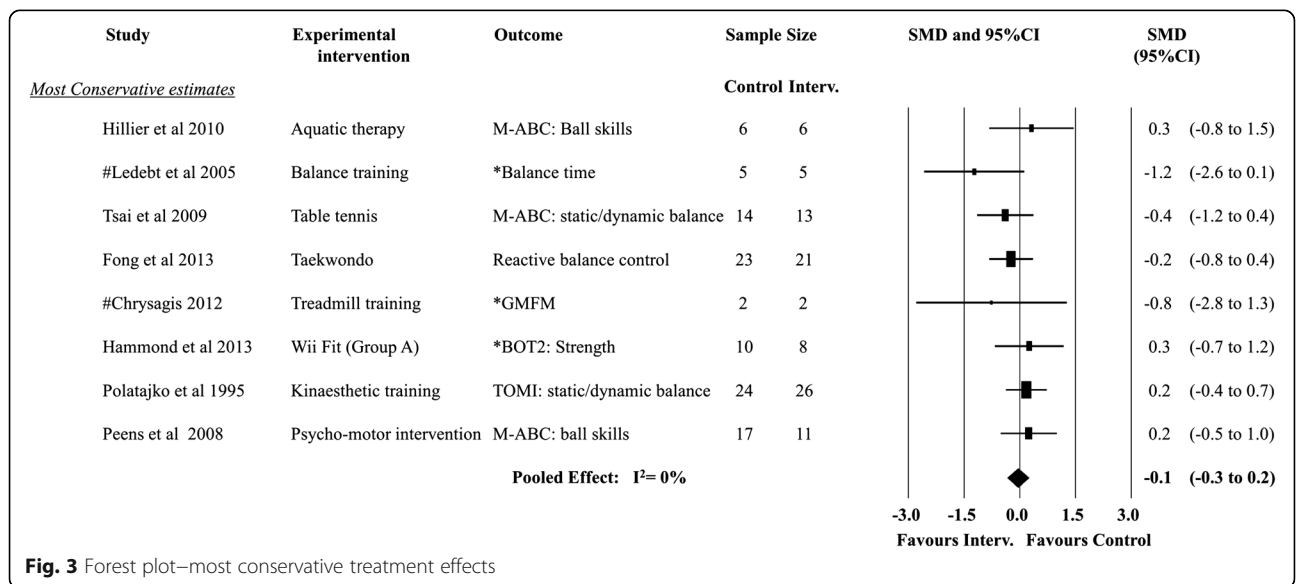 Study Experimental intervention Outcome Sample Size SMD and 95%CI SMD (95%CI)
Most Conservative estimates Control Interv.
Hillier et al 2010 Aquatic therapy M-ABC: Ball skills 6 6 0.3 (-0.8 to 1.5)
#Ledebt et al 2005 Balance training *Balance time 5 5 -1.2 (-2.6 to 0.1)
Tsai et al 2009 Table tennis M-ABC: static/dynamic balance 14 13 -0.4 (-1.2 to 0.4)
Fong et al 2013 Taekwondo Reactive balance control 23 21 -0.2 (-0.8 to 0.4)
#Chrysagis 2012 Treadmill training *GMFM 2 2 -0.8 (-2.8 to 1.3)
Hammond et al 2013 Wii Fit (Group A) *BOT2: Strength 10 8 0.3 (-0.7 to 1.2)
Polatajko et al 1995 Kinaesthetic training TOMI: static/dynamic balance 24 26 0.2 (-0.4 to 0.7)
Peens et al 2008 Psycho-motor intervention M-ABC: ball skills 17 11 0.2 (-0.5 to 1.0)
Pooled Effect: I²= 0% -0.1 (-0.3 to 0.2)
-3.0 -1.5 0.0 1.5 3.0
Favours Interv. Favours Control
Fig. 3 Forest plot–most conservative treatment effects